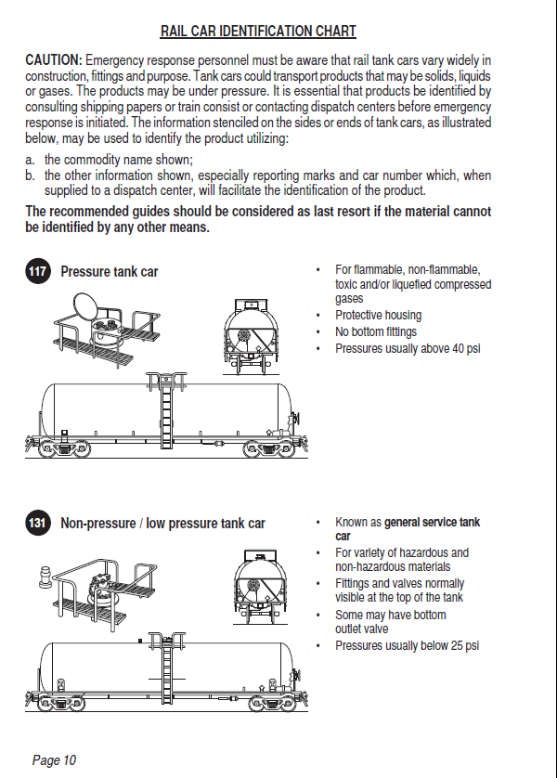 RAIL CAR IDENTIFICATION CHART
CAUTION: Emergency response personnel must be aware that rail tank cars vary widely in
construction, fittings and purpose. Tank cars could transport products that may be solids, liquids
or gases. The products may be under pressure. It is essential that products be identified by
consulting shipping papers or train consist or contacting dispatch centers before emergency
response is initiated. The information stenciled on the sides or ends of tank cars, as illustrated
below, may be used to identify the product utilizing:
a. the commodity name shown;
b. the other information shown, especially reporting marks and car number which, when
supplied to a dispatch center, will facilitate the identification of the product.
The recommended guides should be considered as last resort if the material cannot
be identified by any other means.
117 Pressure tank car
• For flammable, non-flammable,
toxic and/or liquefied compressed
gases
• Protective housing
• No bottom fittings
• Pressures usually above 40 psi
131 Non-pressure / low pressure tank car
• Known as general service tank
car
• For variety of hazardous and
non-hazardous materials
• Fittings and valves normally
visible at the top of the tank
• Some may have bottom
outlet valve
• Pressures usually below 25 psi
Page 10